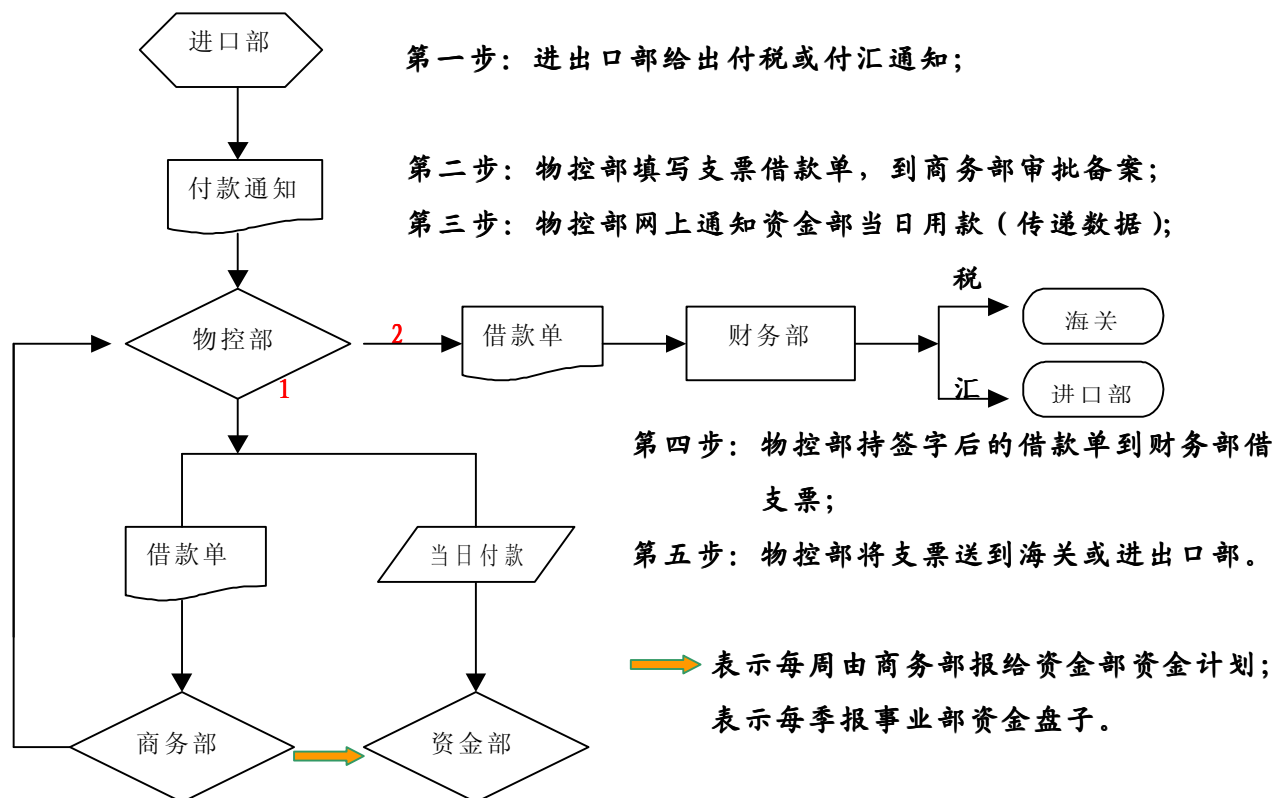 进口部
第一步：进出口部给出付税或付汇通知；
付款通知
第二步：物控部填写支票借款单，到商务部审批备案；
第三步：物控部网上通知资金部当日用款（传递数据）；
物控部
2
1
借款单
财务部
税
海关
汇
进口部
第四步：物控部持签字后的借款单到财务部借
支票；
第五步：物控部将支票送到海关或进出口部。
借款单
当日付款
表示每周由商务部报给资金部资金计划；
表示每季报事业部资金盘子。
商务部
资金部